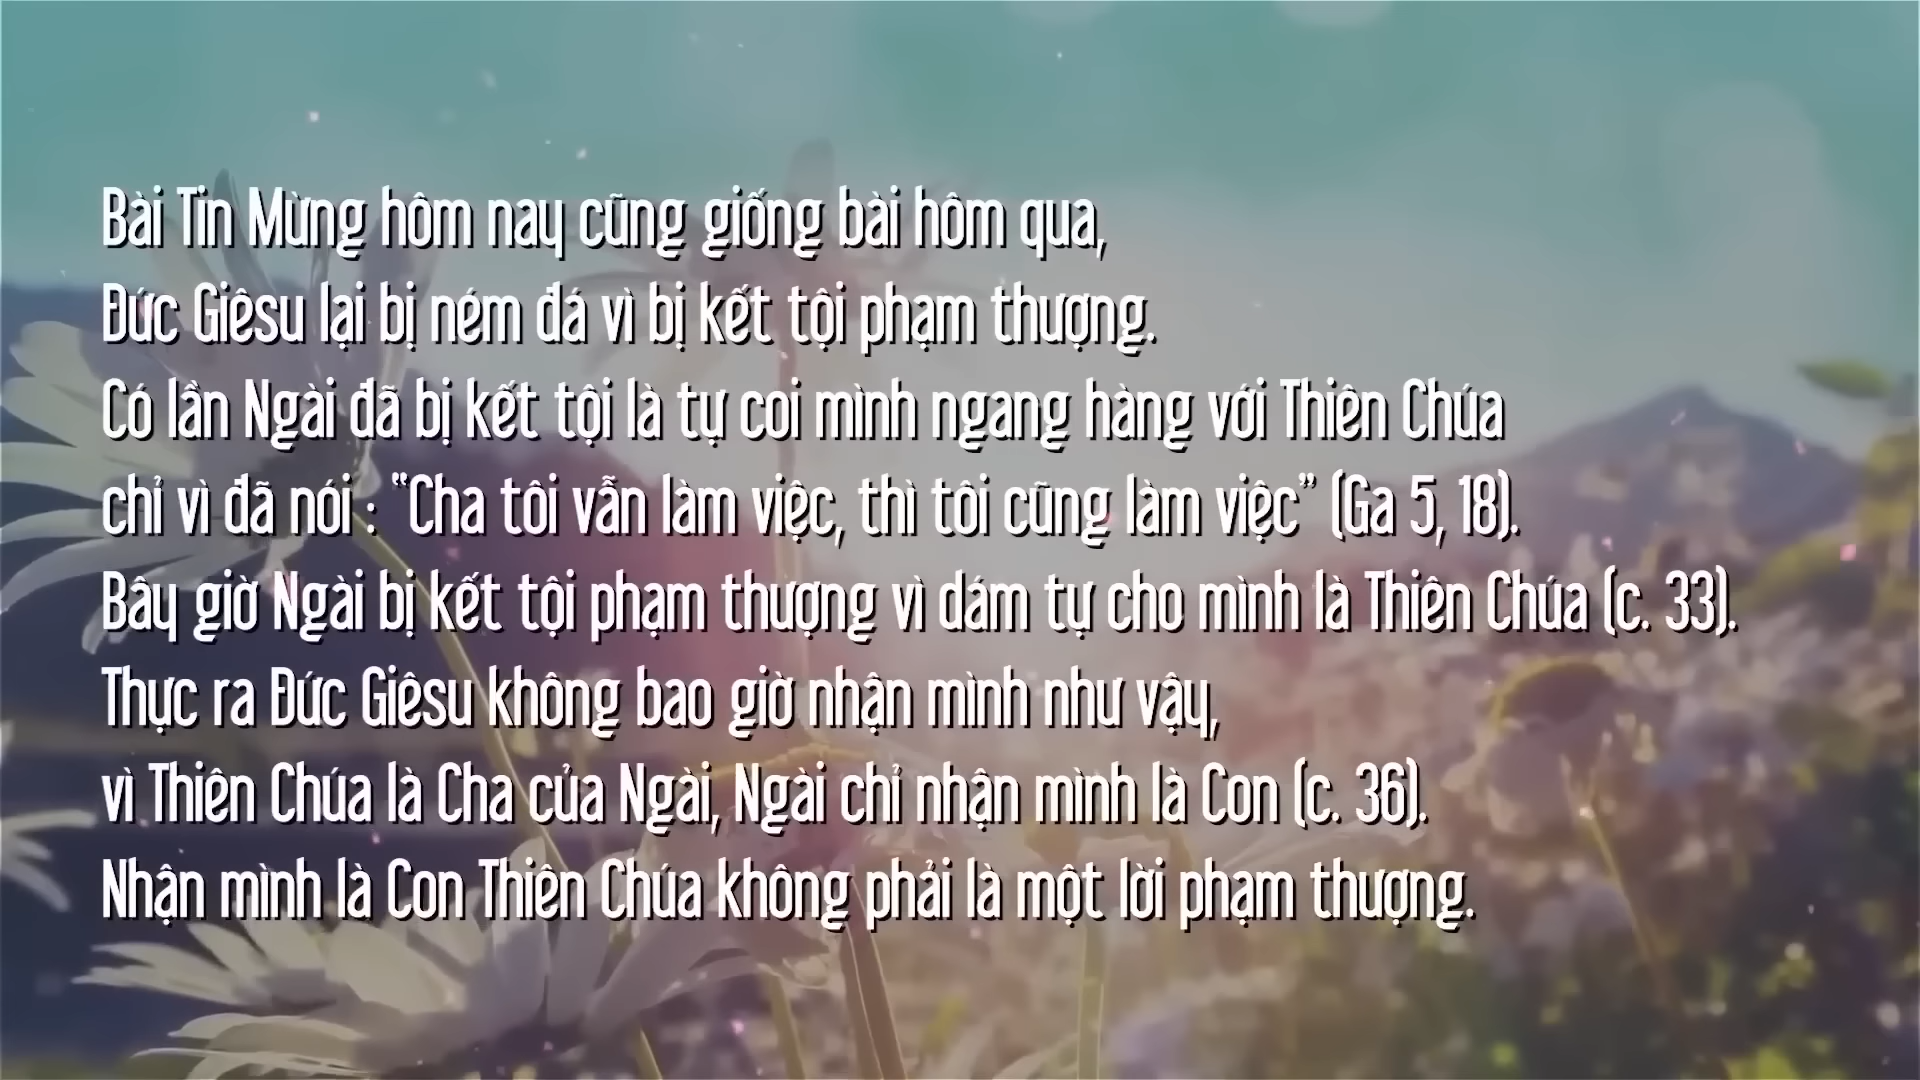 Bài Tin Mừng hôm nay cũng giống bài hôm qua,
Đức Giêsu lại bị ném đá vì bị kết tội phạm thượng.
Có lần Ngài đã bị kết tội là tự coi mình ngang hàng với Thiên Chúa
chỉ vì đã nói : “Cha tôi vẫn làm việc, thì tôi cũng làm việc” (Ga 5, 18).
Bây giờ Ngài bị kết tội phạm thượng vì dám tự cho mình là Thiên Chúa (c. 33).
Thực ra Đức Giêsu không bao giờ nhận mình như vậy,
vì Thiên Chúa là Cha của Ngài, Ngài chỉ nhận mình là Con (c. 36).
Nhận mình là Con Thiên Chúa không phải là một lời phạm thượng.